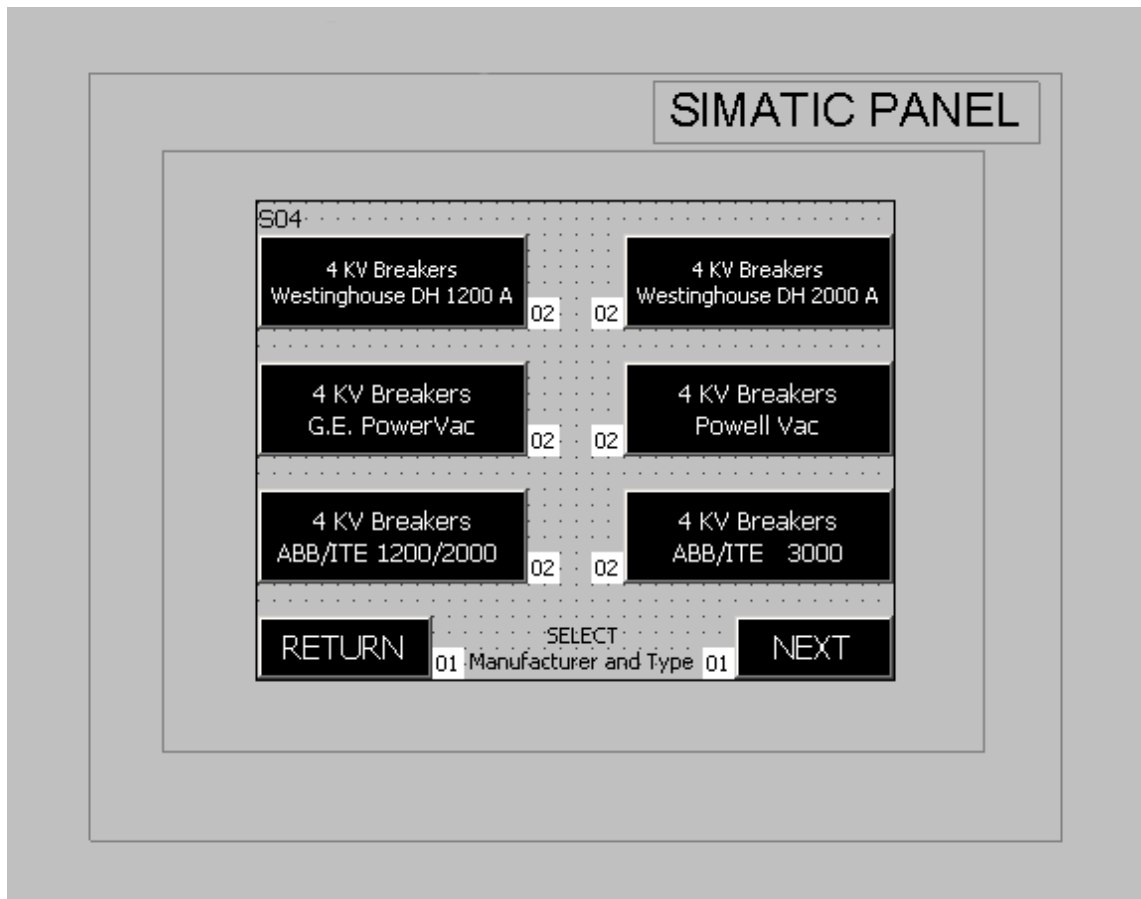 SIMATIC PANEL
S04
4 KV Breakers
Westinghouse DH 1200 A
02
02
4 KV Breakers
Westinghouse DH 2000 A
4 KV Breakers
G.E. PowerVac
02
02
4 KV Breakers
Powell Vac
4 KV Breakers
ABB/ITE 1200/2000
02
02
4 KV Breakers
ABB/ITE 3000
RETURN
01
SELECT
Manufacturer and Type
01
NEXT